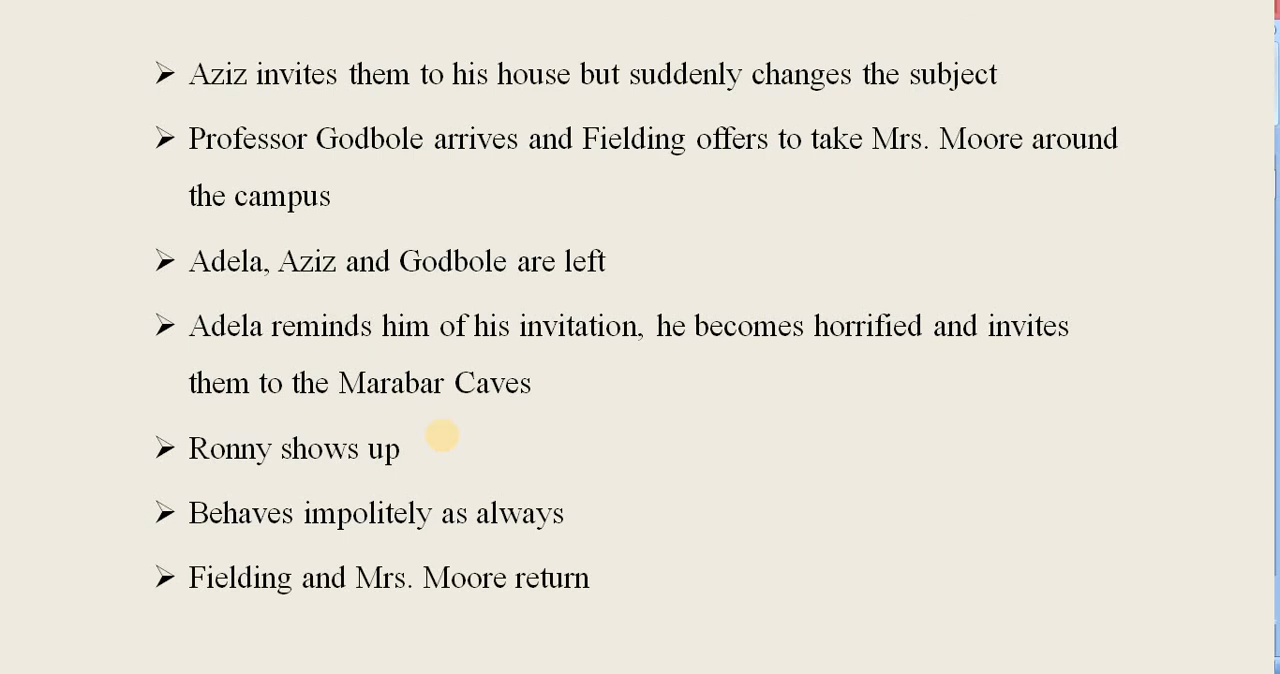 ➢ Aziz invites them to his house but suddenly changes the subject
➢ Professor Godbole arrives and Fielding offers to take Mrs. Moore around
the campus
➢ Adela, Aziz and Godbole are left
➢ Adela reminds him of his invitation, he becomes horrified and invites
them to the Marabar Caves
➢ Ronny shows up
➢ Behaves impolitely as always
➢ Fielding and Mrs. Moore return